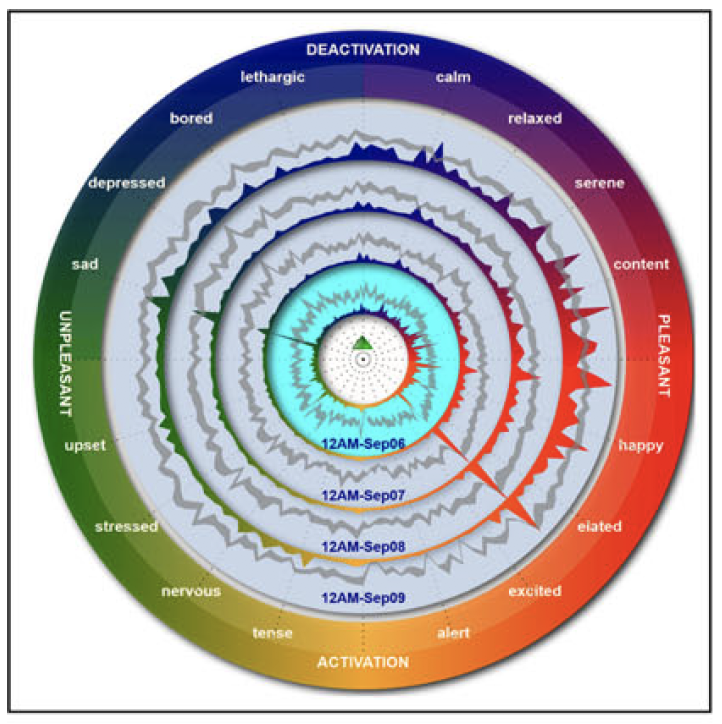 DEACTIVATION
lethargic
calm
bored
relaxed
depressed
serene
sad
content
UNPLEASANT
PLEASANT
12AM-Sep06
upset
happy
12AM-Sep07
stressed
elated
12AM-Sep08
nervous
excited
12AM-Sep09
tense
alert
ACTIVATION